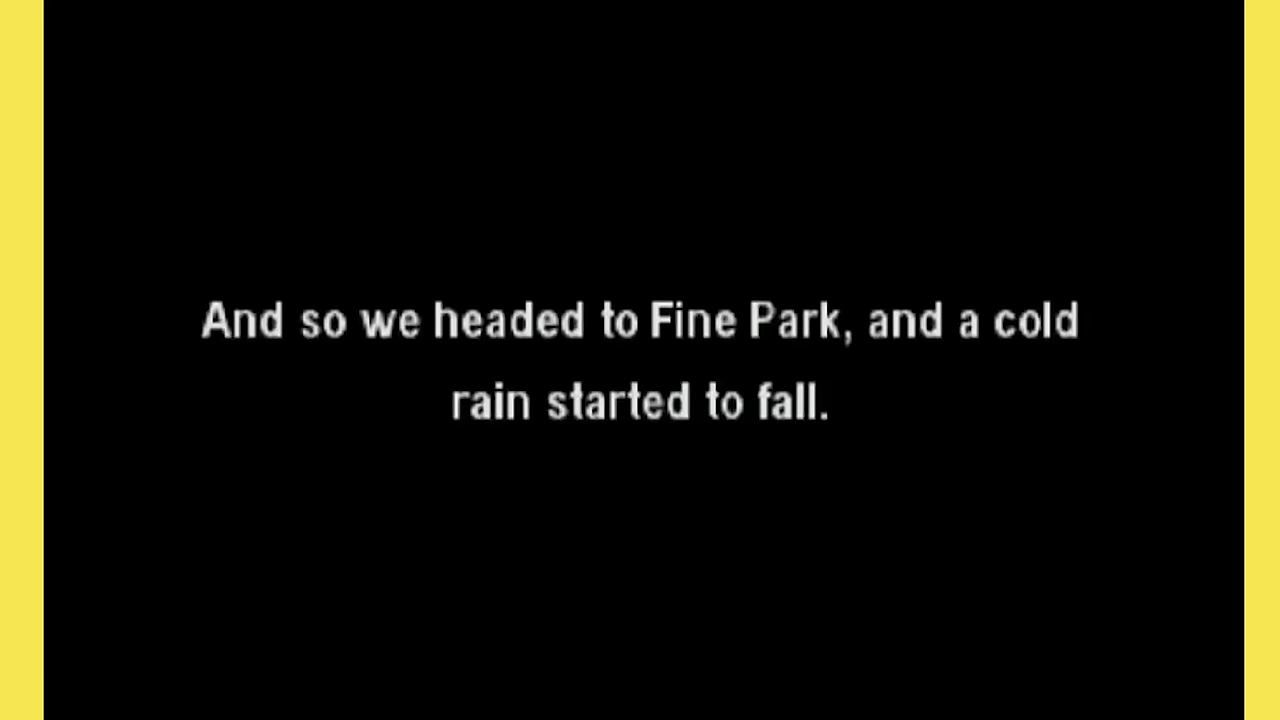 And so we headed to Fine Park, and a cold
rain started to fall.